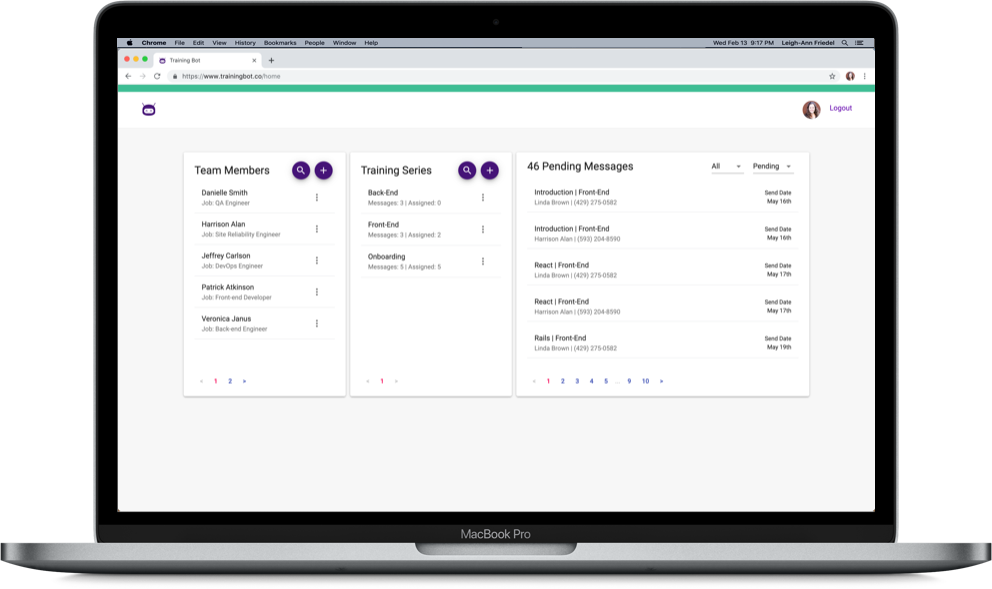 Chrome File Edit View History Bookmarks People Window Help
Wed Feb 13 9:17 PM Leigh-Ann Friedel
Training Bot
https://www.trainingbot.co/home
Logout
Team Members
Danielle Smith
Job: QA Engineer
Harrison Alan
Job: Site Reliability Engineer
Jeffrey Carlson
Job: DevOps Engineer
Patrick Atkinson
Job: Front-end Developer
Veronica Janus
Job: Back-end Engineer
< 1 2 >
Training Series
Back-End
Messages: 3 | Assigned: 0
Front-End
Messages: 3 | Assigned: 2
Onboarding
Messages: 5 | Assigned: 5
< 1 >
46 Pending Messages
All
Pending
Introduction | Front-End
Linda Brown | (429) 275-0582
Send Date
May 16th
Introduction | Front-End
Harrison Alan | (593) 204-8590
Send Date
May 16th
React | Front-End
Linda Brown | (429) 275-0582
Send Date
May 17th
React | Front-End
Harrison Alan | (593) 204-8590
Send Date
May 17th
Rails | Front-End
Linda Brown | (429) 275-0582
Send Date
May 19th
< 1 2 3 4 5 ... 9 10 >
MacBook Pro